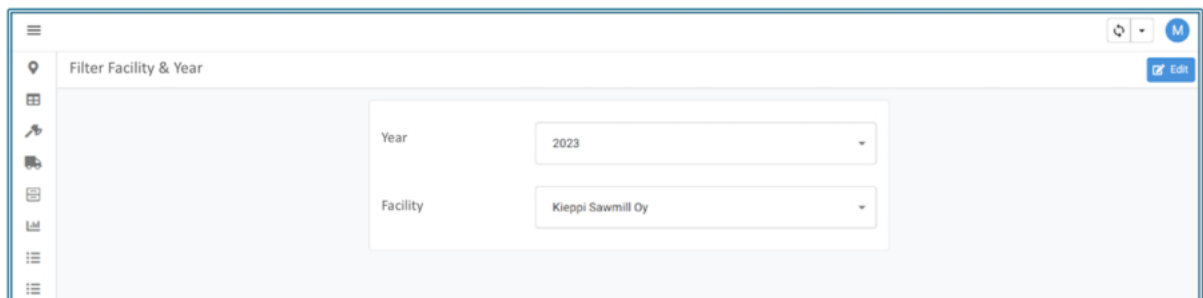 M
Filter Facility & Year
Edit
Year
2023
Facility
Kieppi Sawmill Oy